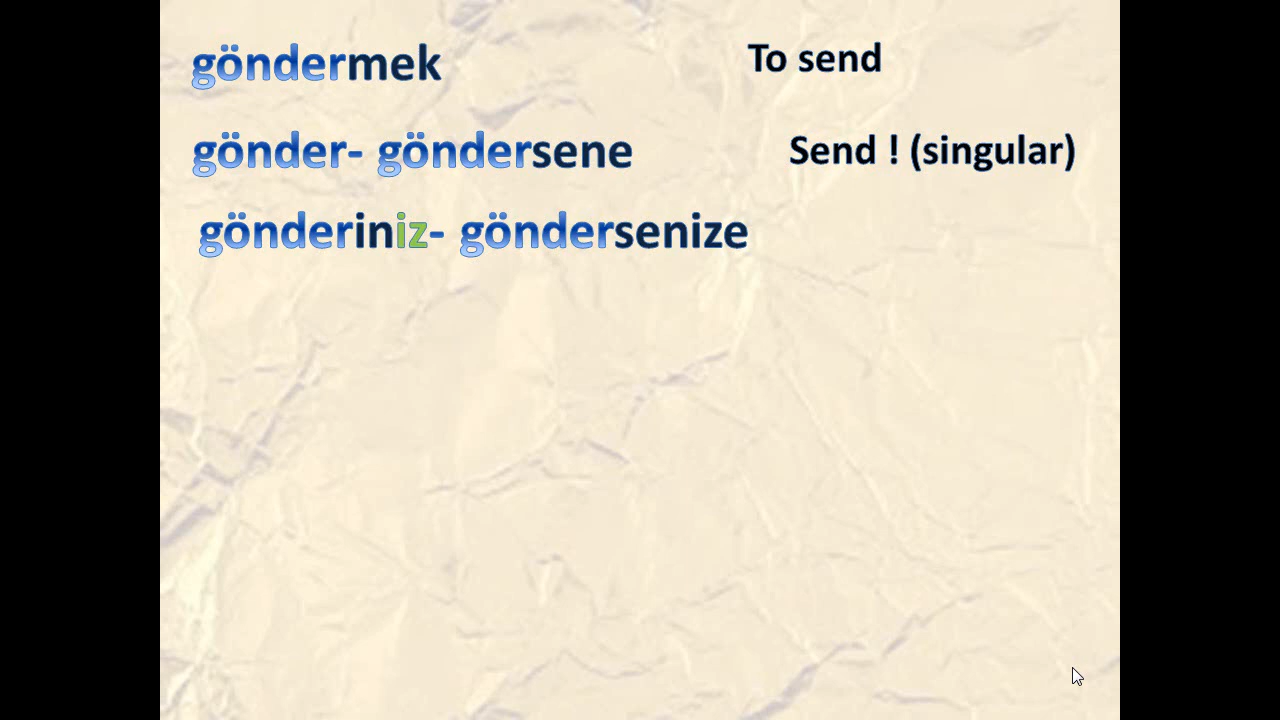 göndermek To send
gönder- göndersene Send ! (singular)
gönderiniz- göndersenize